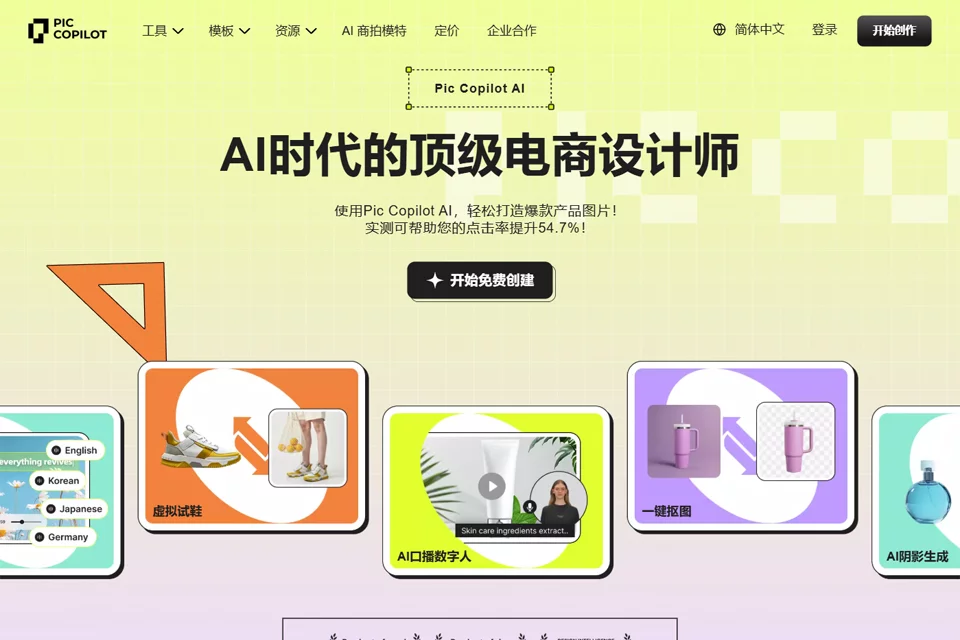 PIC
COPILOT
工具
模板
资源
AI 商拍模特
定价
企业合作
简体中文
登录
开始创作
Pic Copilot AI
AI时代的顶级电商设计师
使用Pic Copilot AI，轻松打造爆款产品图片！
实测可帮助您的点击率提升54.7%！
开始免费创建
English
everything revives,
Korean
Japanese
Germany
虚拟试鞋
Skin care ingredients extract..
AI口播数字人
一键抠图
AI阴影生成